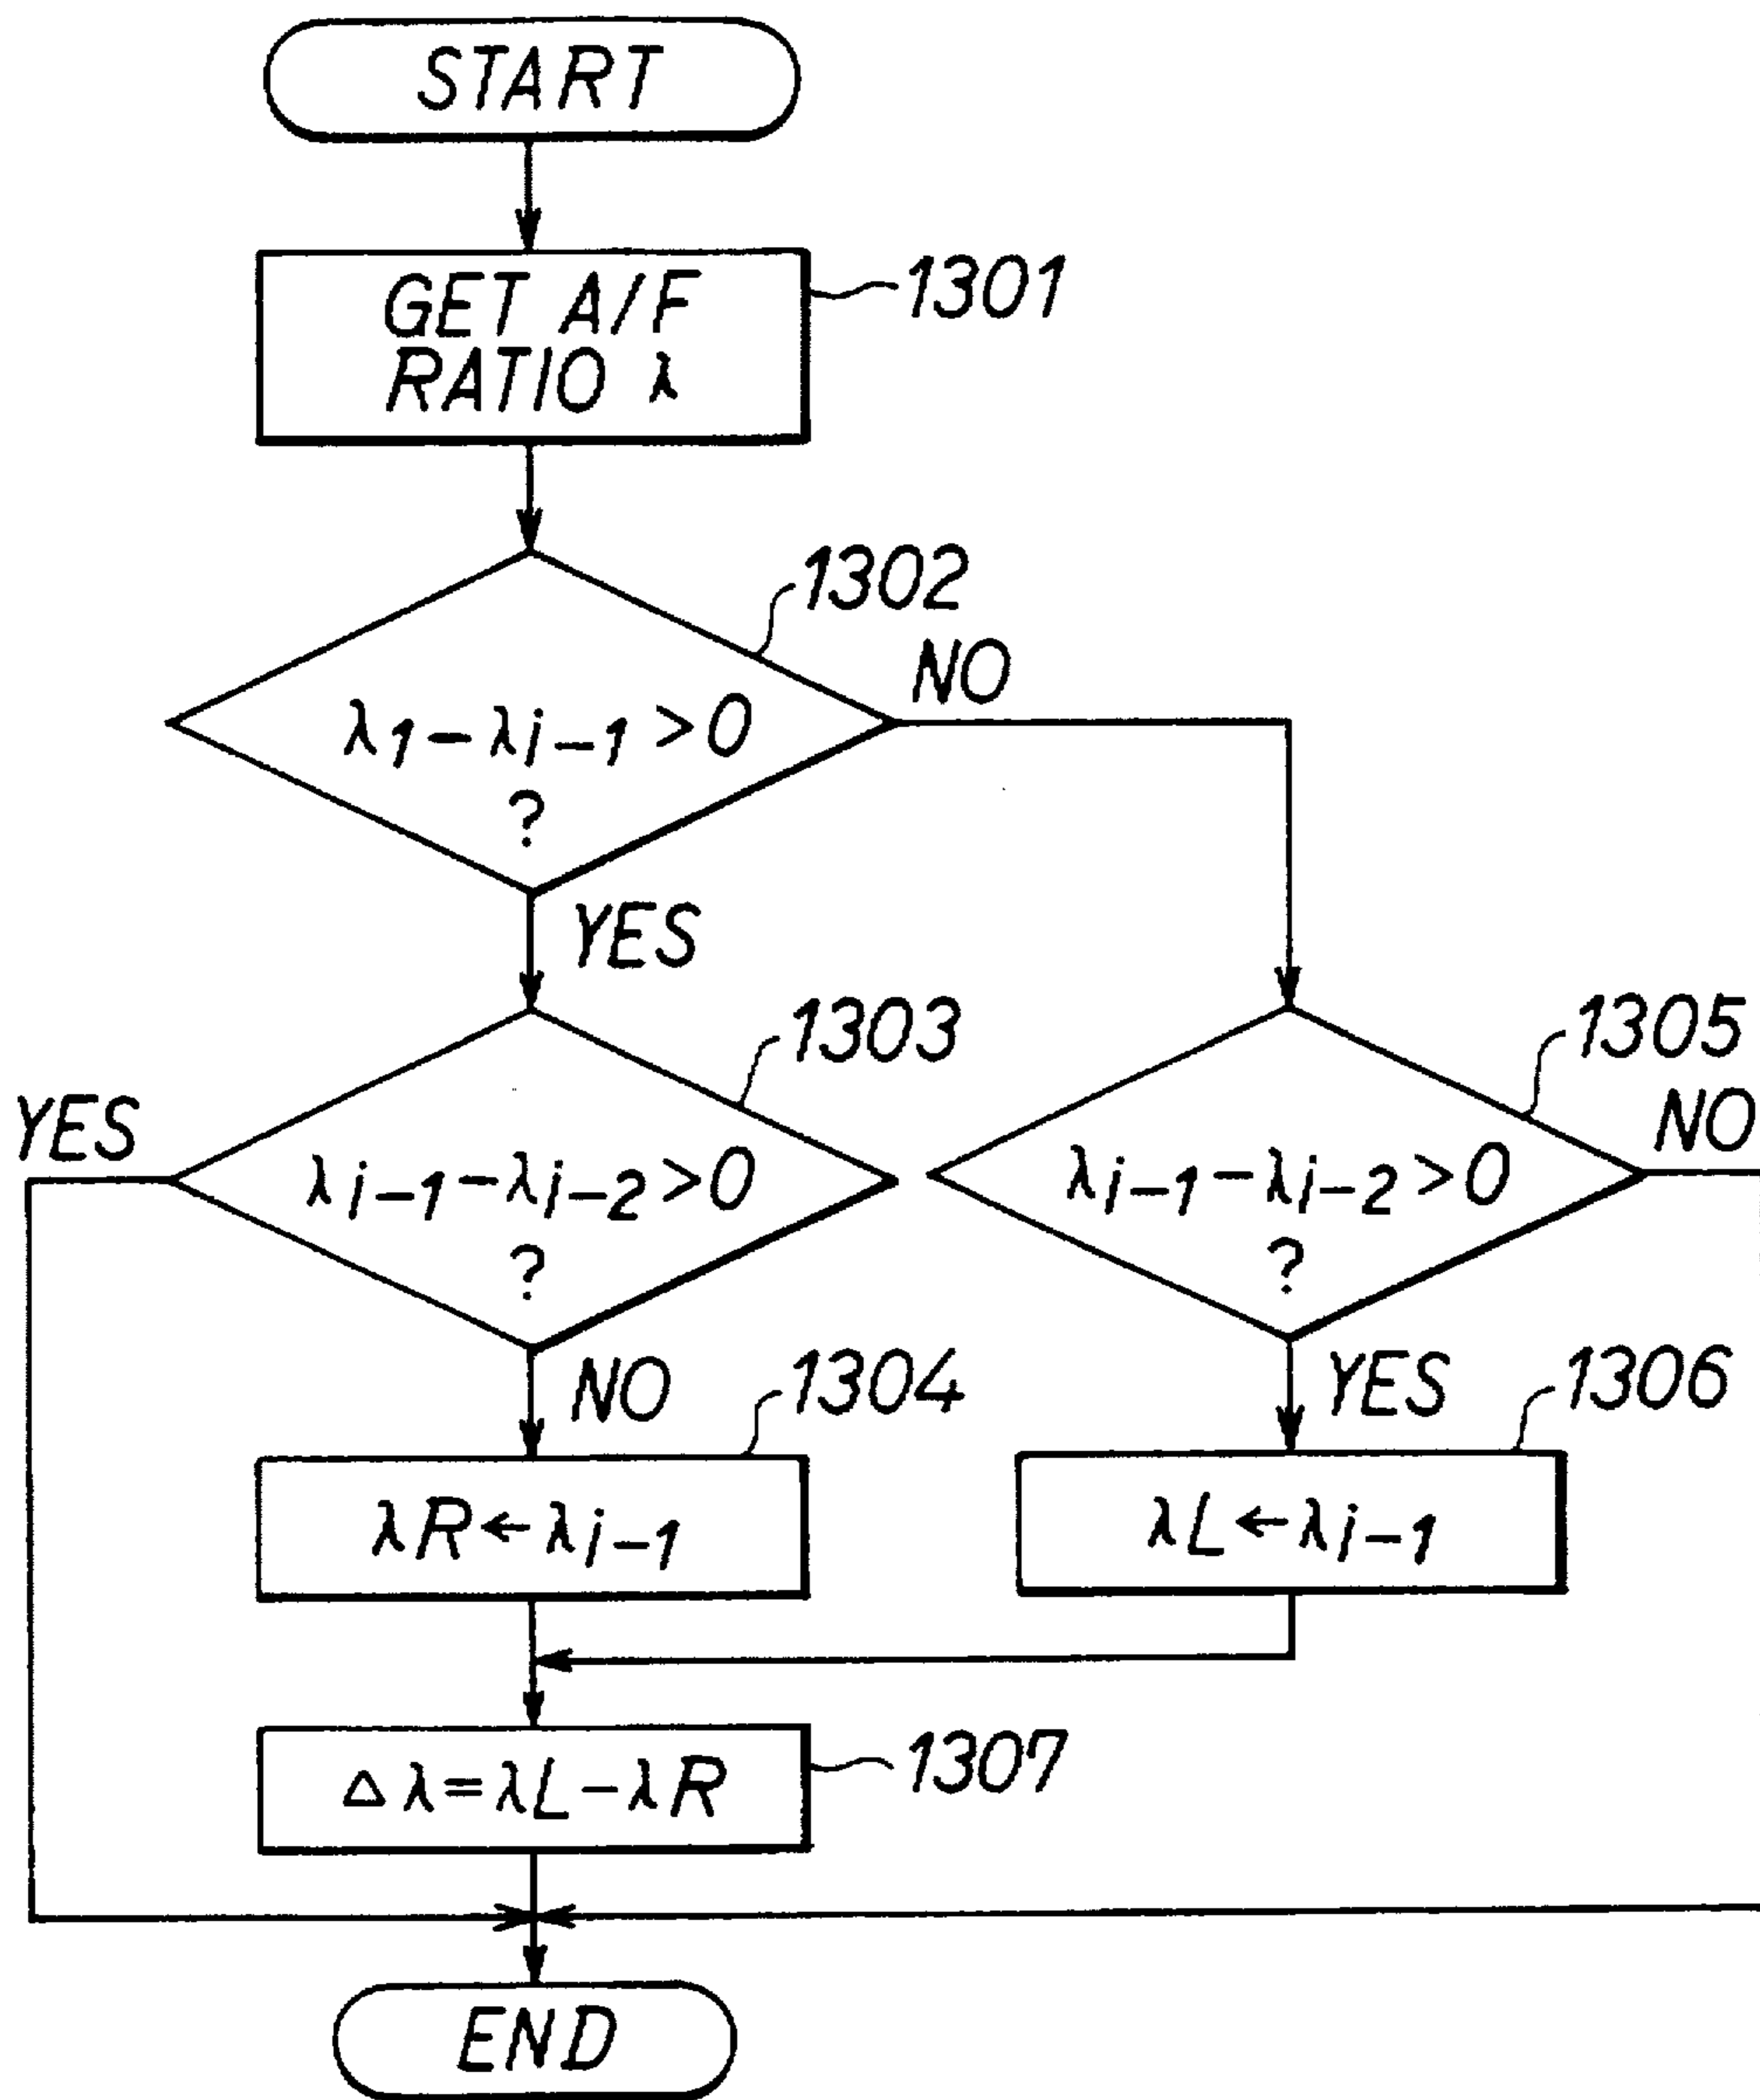 START
GET A/F
RATIO λ
1301
1302
NO
λ1−λi−1>0
?
YES
1303
1305
YES
NO
λi−1−λi−2>0
?
λi−1−λi−2>0
?
NO
1304
YES
1306
λR←λi−1
λL←λi−1
Δλ=λL−λR
1307
END